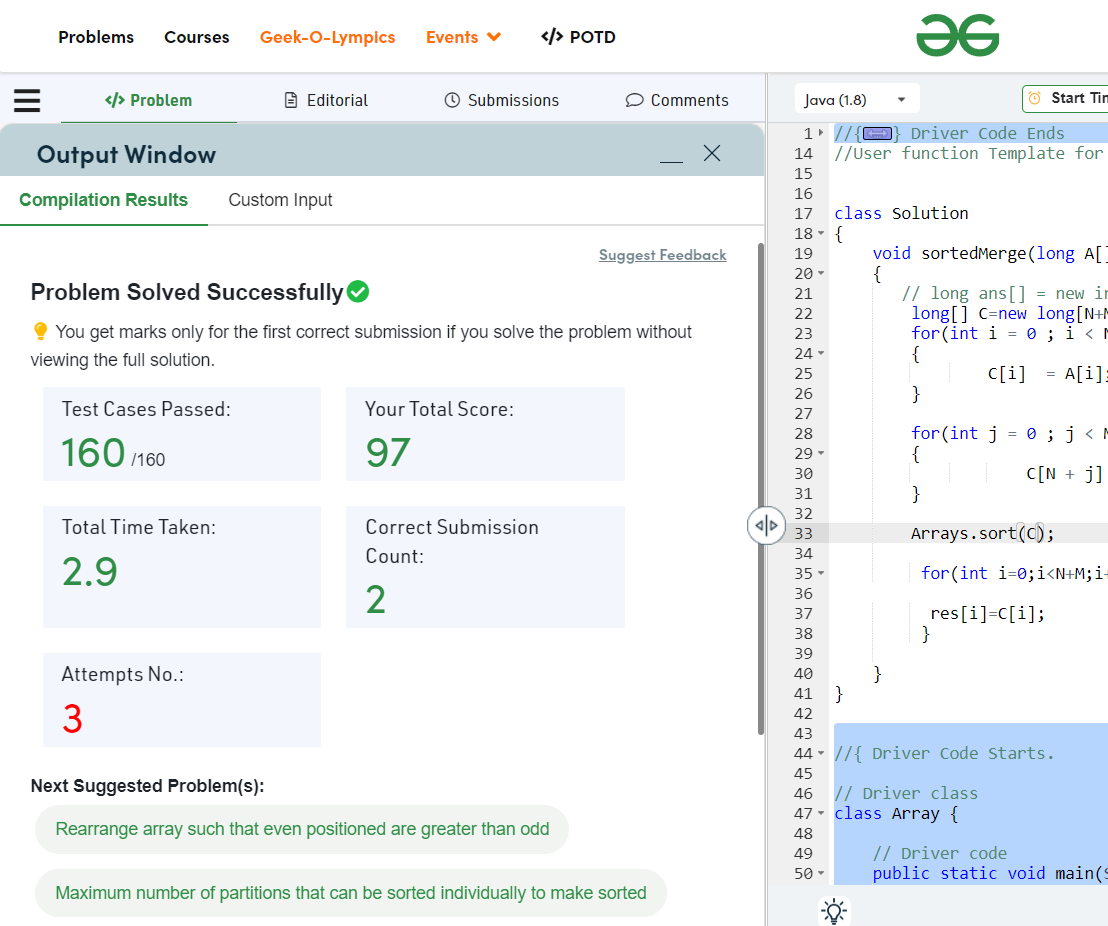 Problems Courses Geek-O-Lympics Events </> POTD
</> Problem Editorial Submissions Comments
Output Window
Compilation Results Custom Input
Suggest Feedback
Problem Solved Successfully
You get marks only for the first correct submission if you solve the problem without
viewing the full solution.
Test Cases Passed:
160 /160
Your Total Score:
97
Total Time Taken:
2.9
Correct Submission
Count:
2
Attempts No.:
3
Next Suggested Problem(s):
Rearrange array such that even positioned are greater than odd
Maximum number of partitions that can be sorted individually to make sorted
Java (1.8) Start
1 //{ } Driver Code Ends
14 //User function Template for
15
16
17 class Solution
18 {
19 void sortedMerge(long A[]
20 {
21 // long ans[] = new
22 long[] C=new long[N+
23 for(int i = 0 ; i <
24 {
25 C[i] = A[i];
26 }
27
28 for(int j = 0 ; j <
29 {
30 C[N + j]
31 }
32
33 Arrays.sort(C);
34
35 for(int i=0;i<N+M;i+
36
37 res[i]=C[i];
38 }
39
40 }
41 }
42
43
44 //{ Driver Code Starts.
45
46 // Driver class
47 class Array {
48
49 // Driver code
50 public static void main(